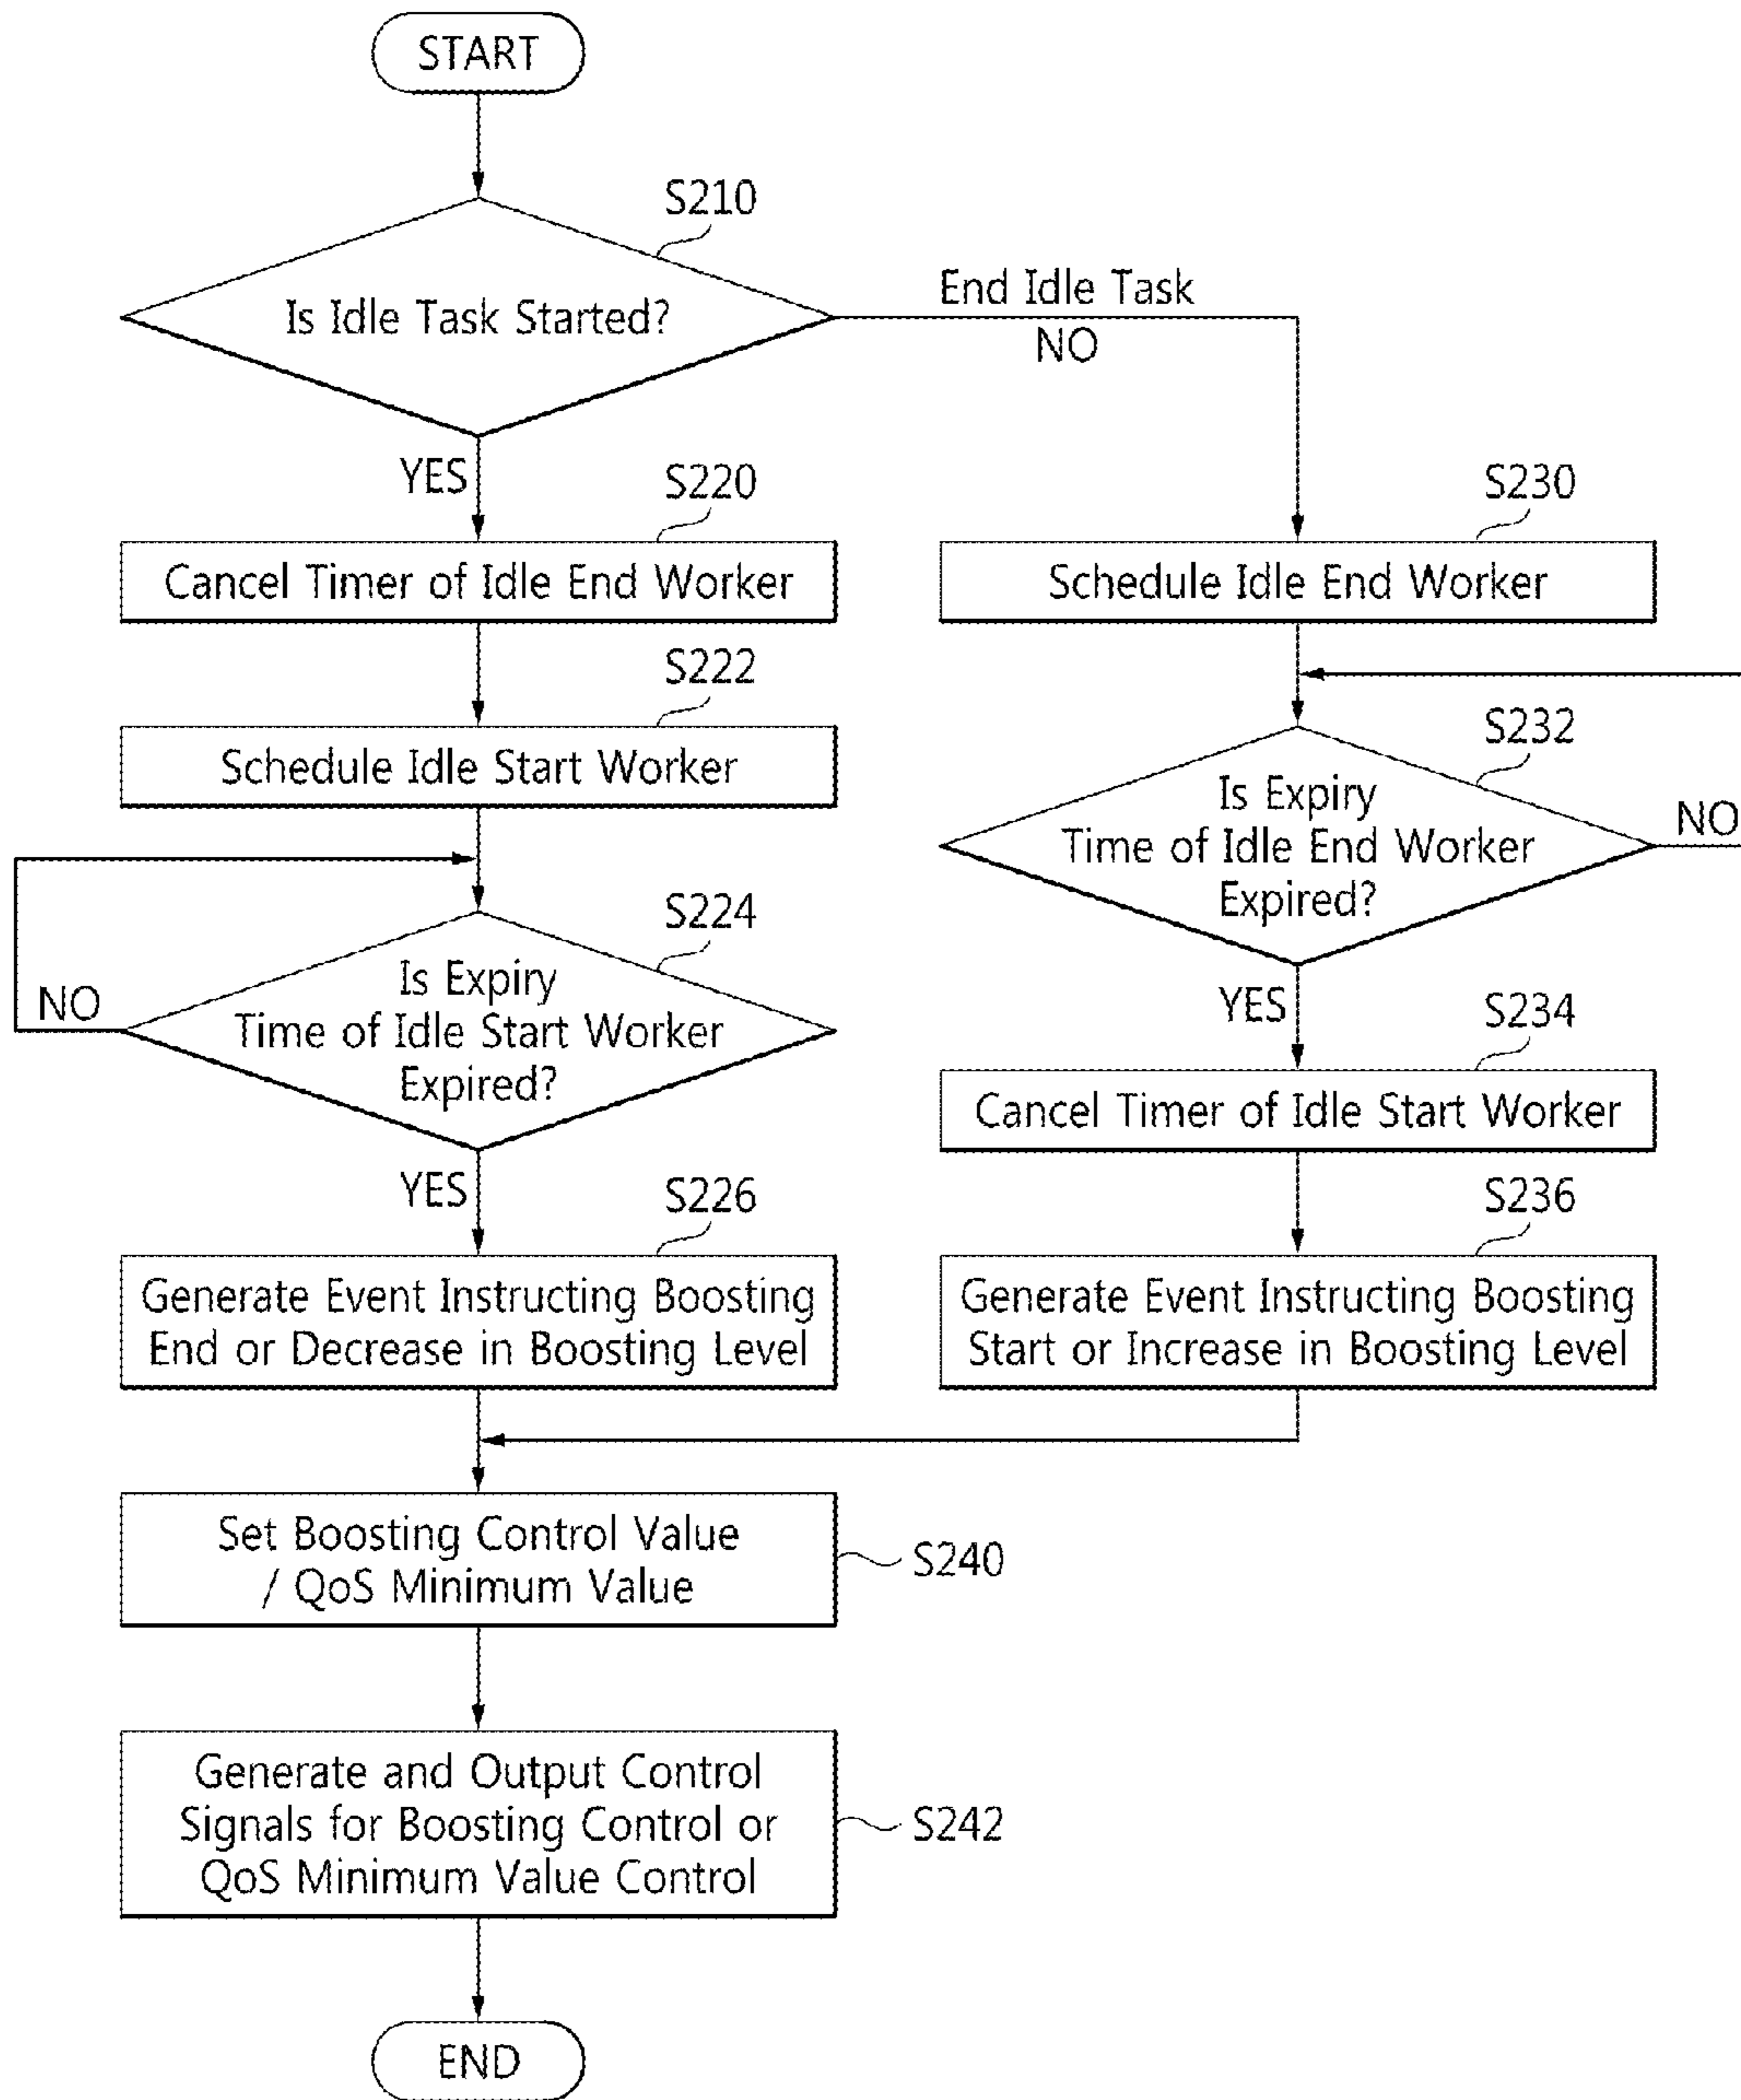 START
S210
Is Idle Task Started?
End Idle Task
NO
YES
S220
Cancel Timer of Idle End Worker
S222
Schedule Idle Start Worker
S224
Is Expiry
Time of Idle Start Worker
Expired?
NO
YES
S226
Generate Event Instructing Boosting
End or Decrease in Boosting Level
S230
Schedule Idle End Worker
S232
Is Expiry
Time of Idle End Worker
Expired?
NO
YES
S234
Cancel Timer of Idle Start Worker
S236
Generate Event Instructing Boosting
Start or Increase in Boosting Level
Set Boosting Control Value
/ QoS Minimum Value
S240
Generate and Output Control
Signals for Boosting Control or
QoS Minimum Value Control
S242
END